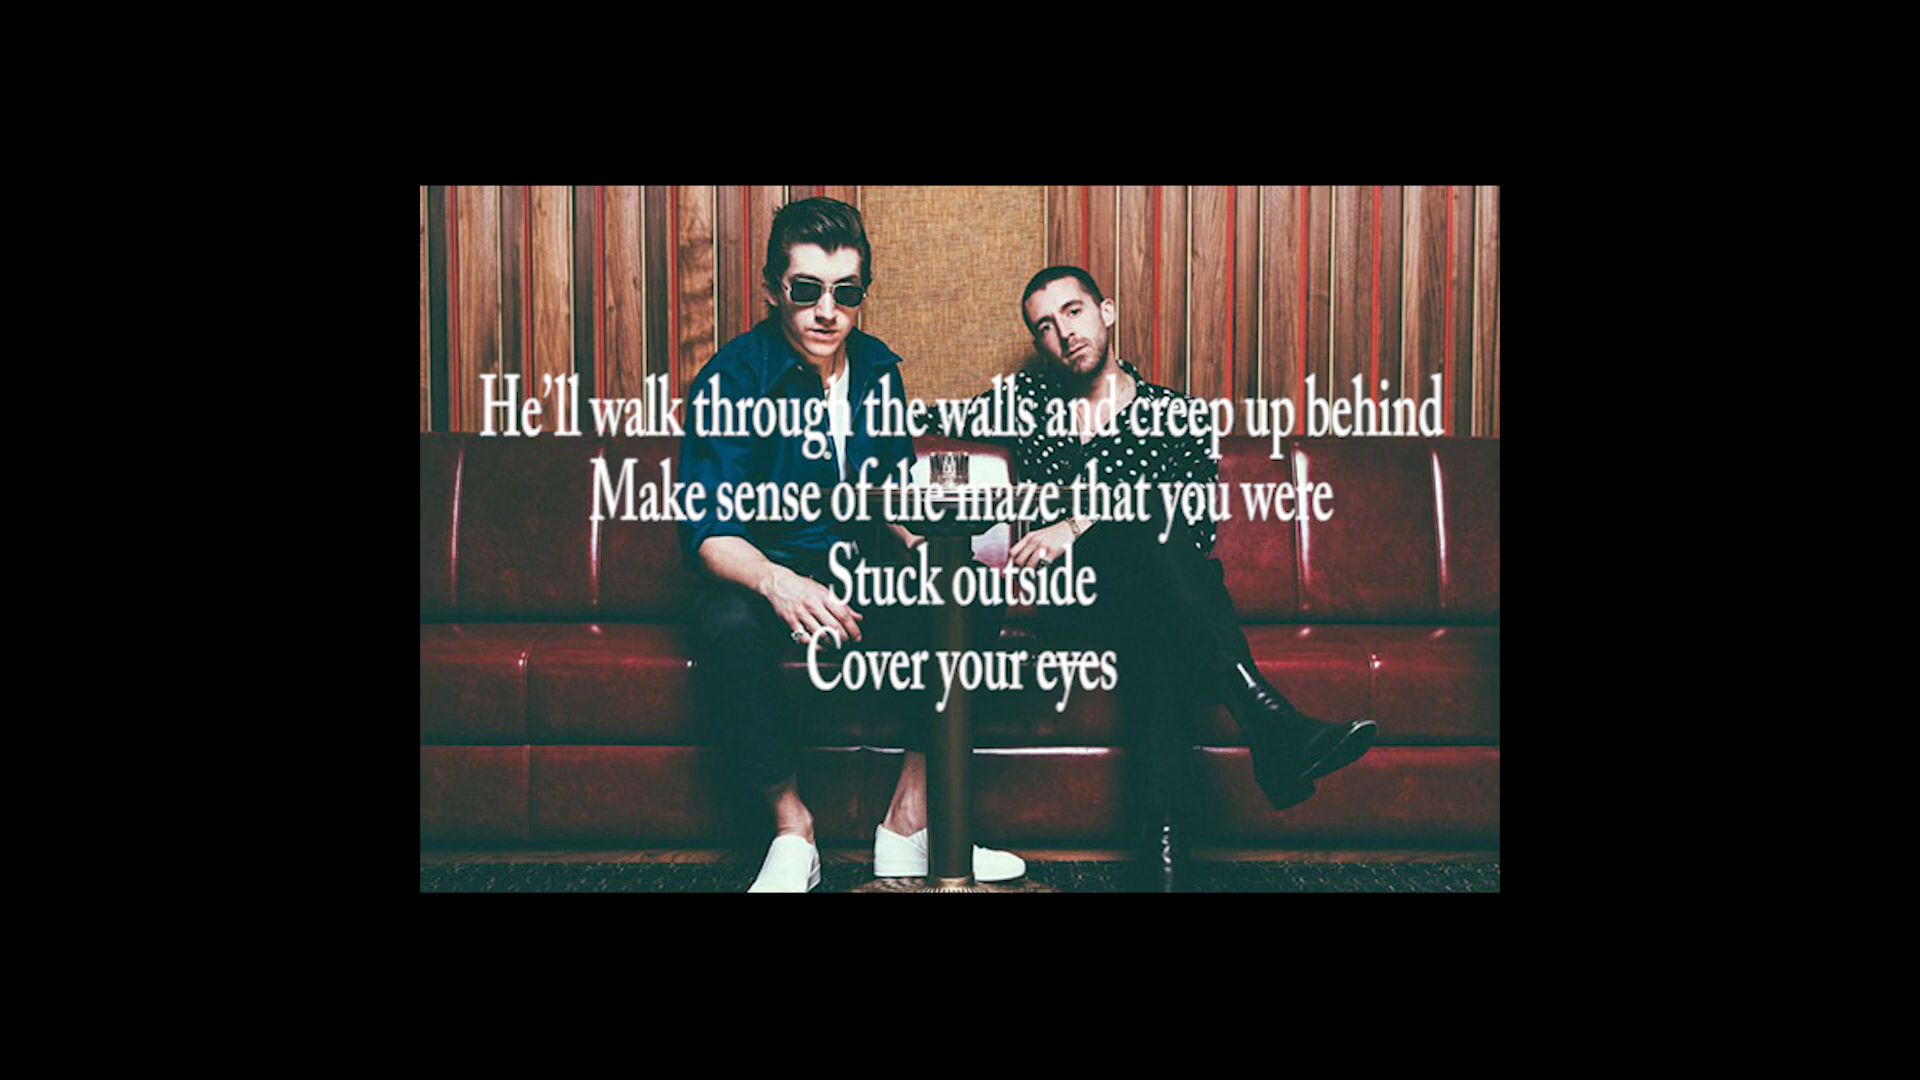 He’ll walk through the walls and creep up behind
Make sense of the maze that you were
Stuck outside
Cover your eyes